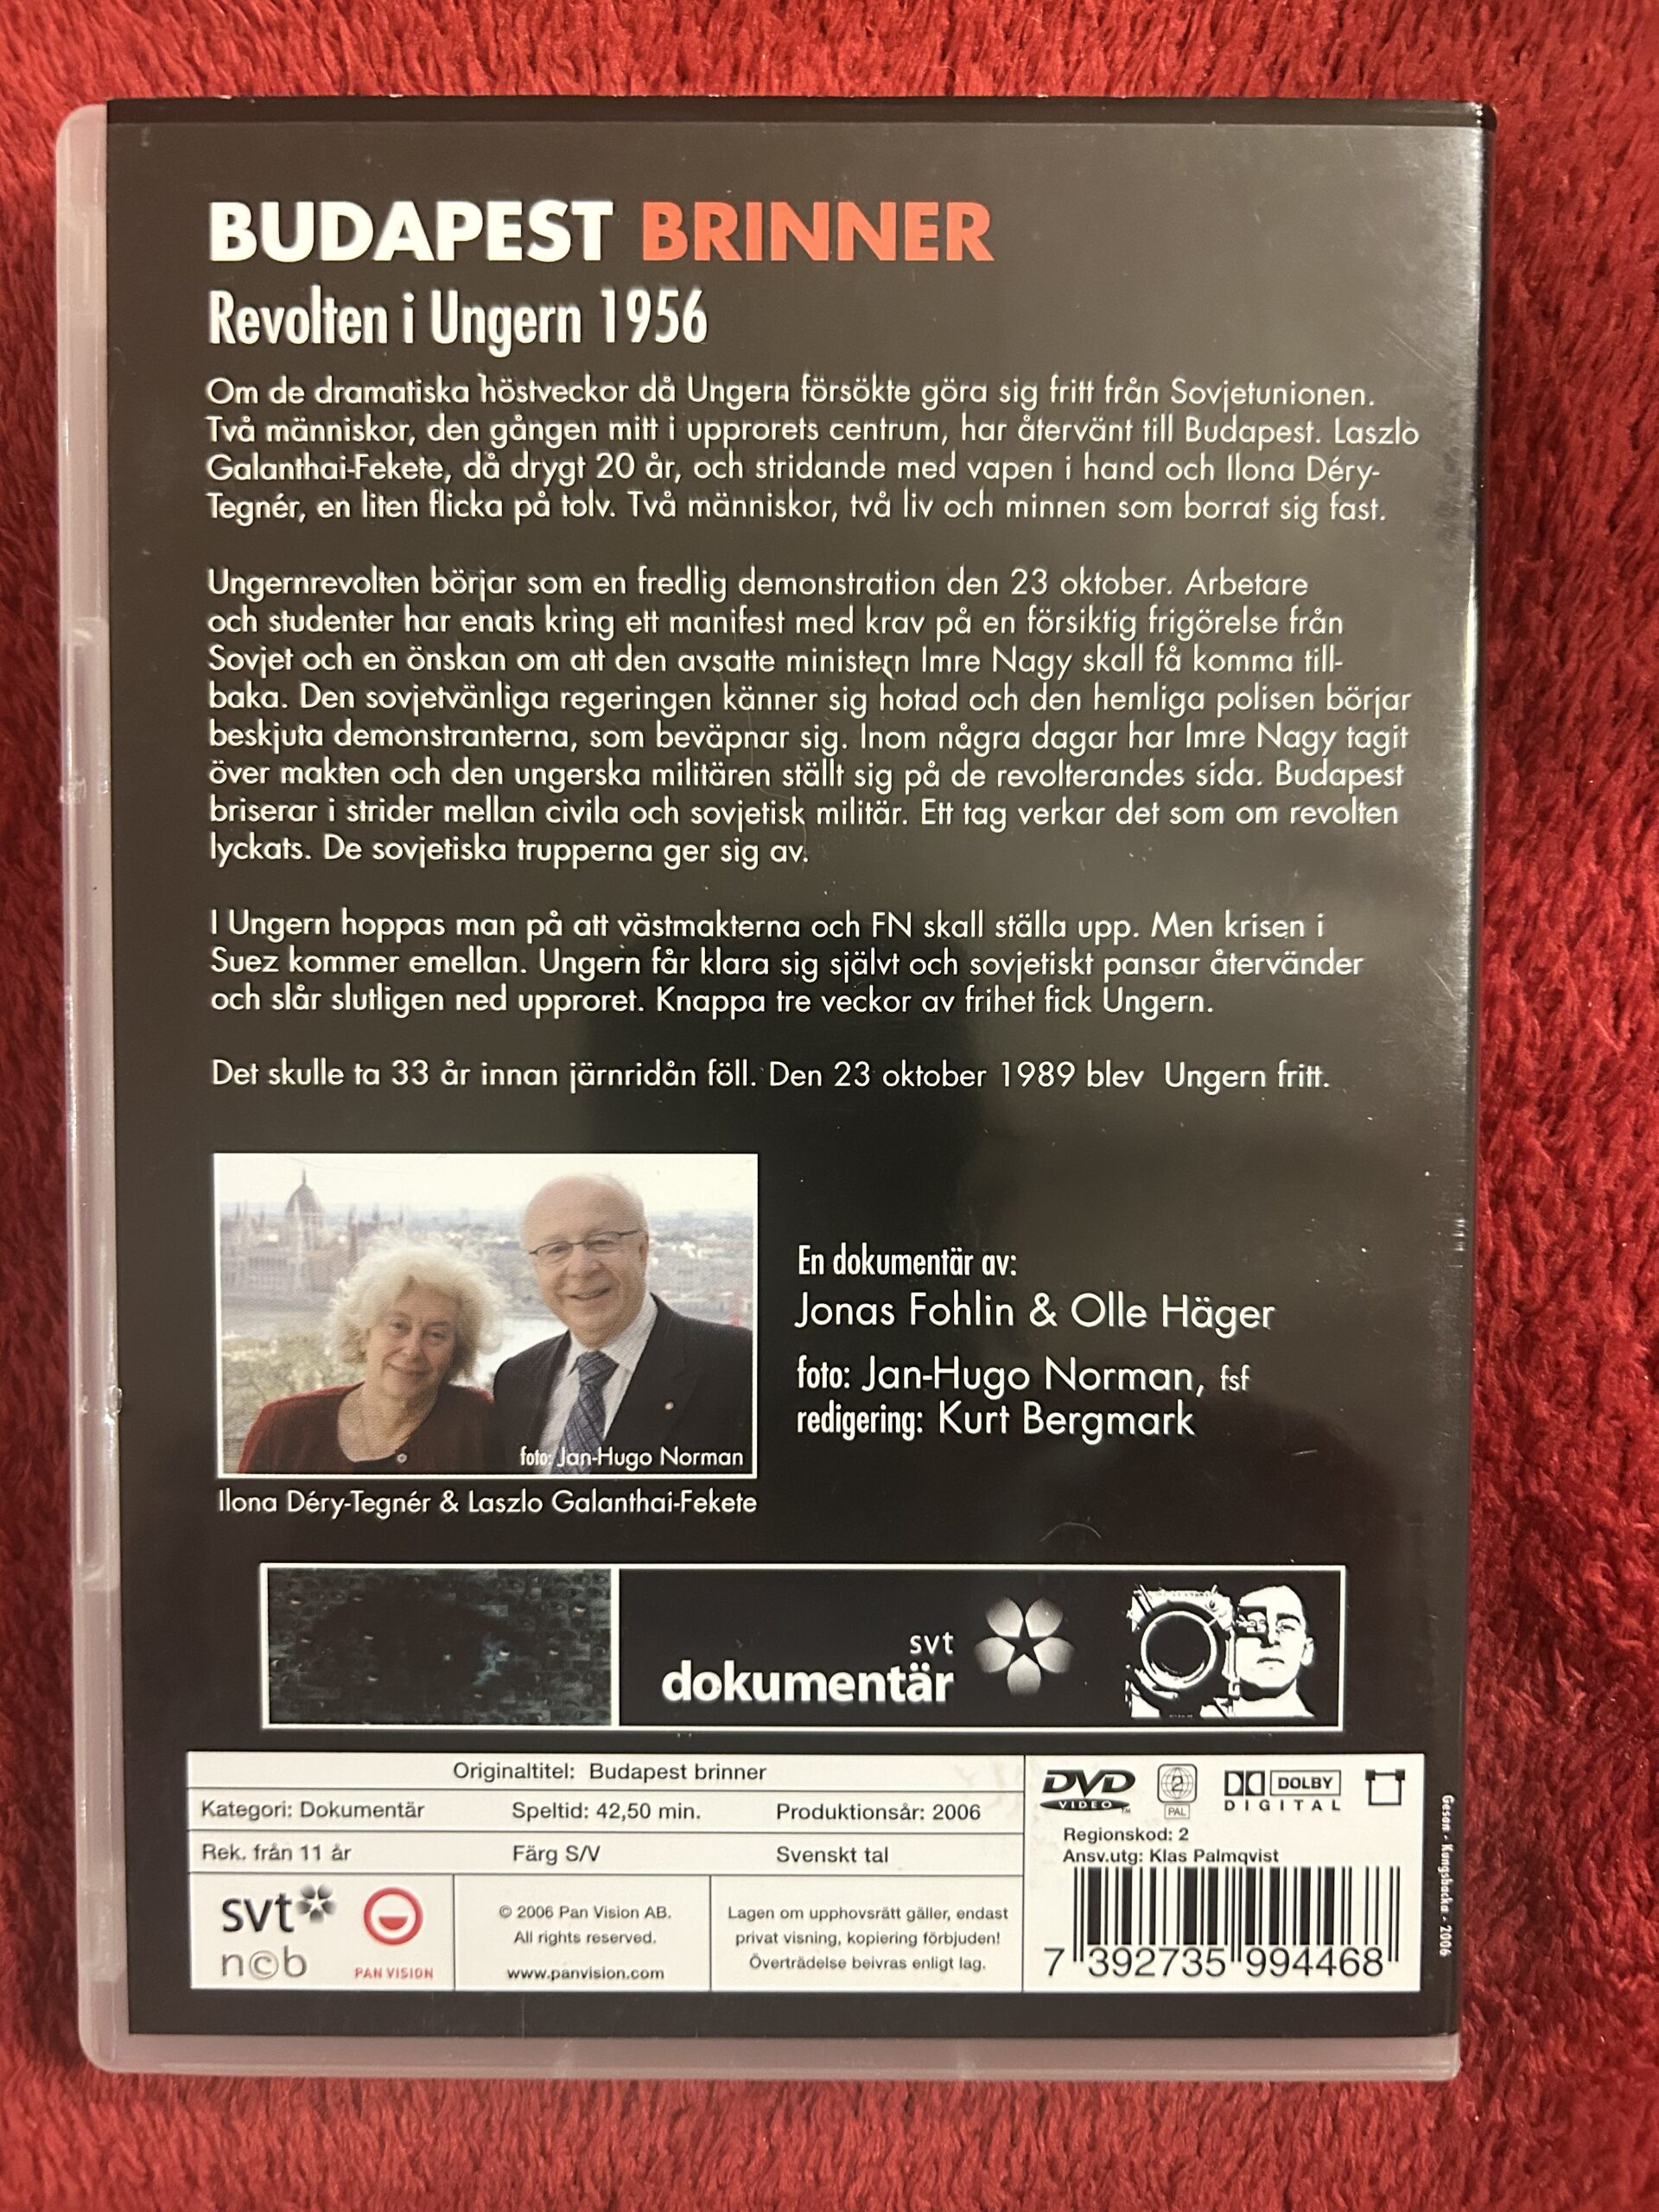 BUDAPEST BRINNER
Revolten i Ungern 1956
Om de dramatiska höstveckor då Ungern försökte göra sig fritt från Sovjetunionen.
Två människor, den gången mitt i upprorets centrum, har återvänt till Budapest. Laszlò
Galanthai-Fekete, då drygt 20 år, och stridande med vapen i hand och Ilona Déry-
Tegnér, en liten flicka på tolv. Två människor, två liv och minnen som borrat sig fast.
Ungernrevolten börjar som en fredlig demonstration den 23 oktober. Arbetare
och studenter har enats kring ett manifest med krav på en försiktig frigörelse från
Sovjet och en önskan om att den avsatte ministern Imre Nagy skall få komma till-
baka. Den sovjetvänliga regeringen känner sig hotad och den hemliga polisen börjar
beskjuta demonstranterna, som beväpnar sig. Inom några dagar har Imre Nagy tagit
över makten och den ungerska militären ställt sig på de revolterandes sida. Budapest
briserar i strider mellan civila och sovjetisk militär. Ett tag verkar det som om revolten
lyckats. De sovjetiska trupperna ger sig av.
I Ungern hoppas man på att västmakterna och FN skall ställa upp. Men krisen i
Suez kommer emellan. Ungern får klara sig självt och sovjetiskt pansar återvänder
och slår slutligen ned upproret. Knappa tre veckor av frihet fick Ungern.
Det skulle ta 33 år innan järnridån föll. Den 23 oktober 1989 blev Ungern fritt.
foto: Jan-Hugo Norman
Ilona Déry-Tegnér & Laszlo Galanthai-Fekete
En dokumentär av:
Jonas Fohlin & Olle Häger
foto: Jan-Hugo Norman, fsf
redigering: Kurt Bergmark
svt
dokumentär
Originaltitel: Budapest brinner
Kategori: Dokumentär Speltid: 42,50 min. Produktionsår: 2006
Rek. från 11 år Färg S/V Svenskt tal
svt
n©b
PAN VISION
© 2006 Pan Vision AB.
All rights reserved.
www.panvision.com
Lagen om upphovsrätt gäller, endast
privat visning, kopiering förbjuden!
Överträdelse beivras enligt lag.
DVD VIDEO TM
2 PAL
DOLBY
DIGITAL
Regionskod: 2
Ansv.utg: Klas Palmqvist
7 392735 994468
Gesan - Kungsbacka - 2006